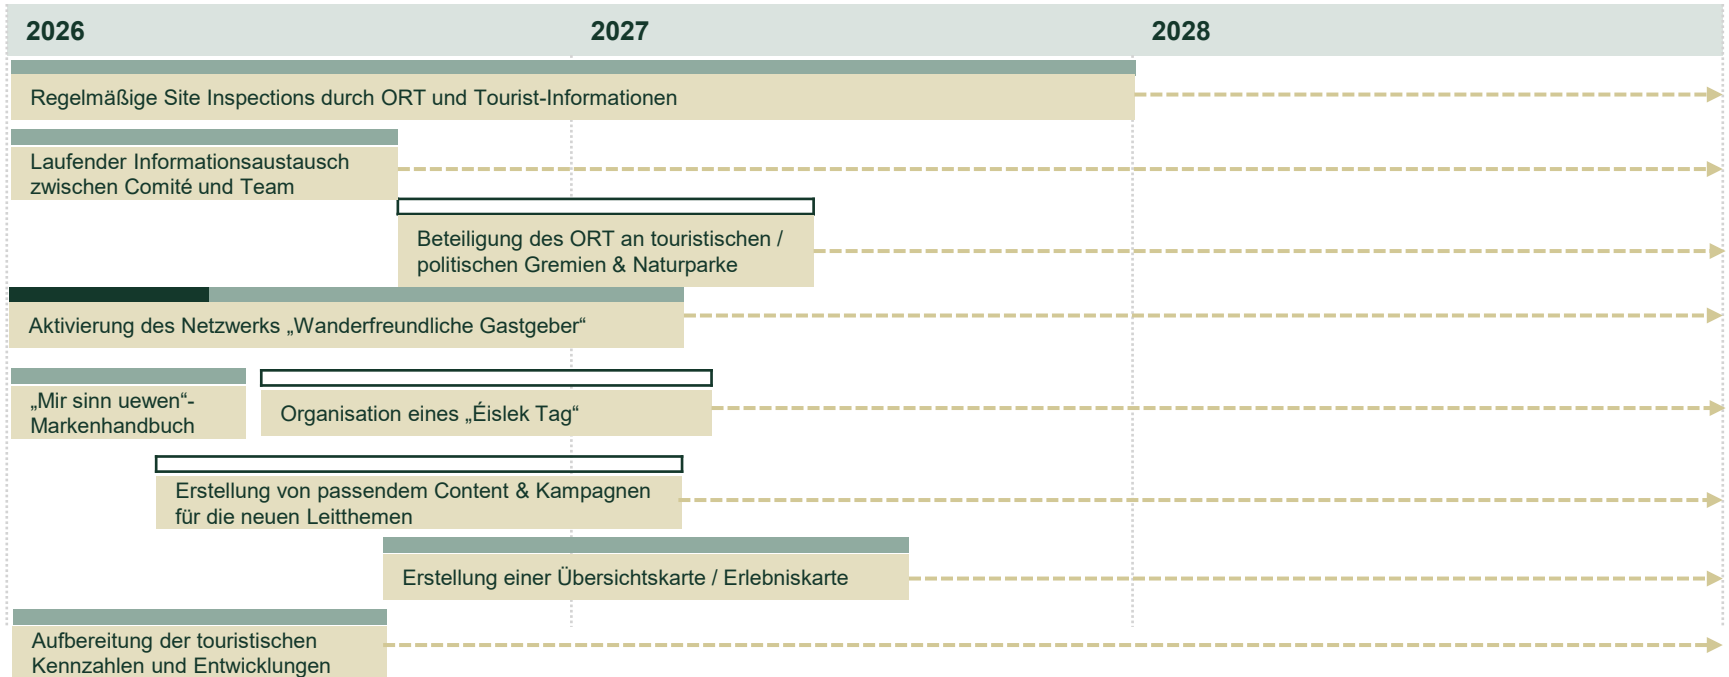 2026 2027 2028
Regelmäßige Site Inspections durch ORT und Tourist-Informationen
Laufender Informationsaustausch
zwischen Comité und Team
Beteiligung des ORT an touristischen /
politischen Gremien & Naturparke
Aktivierung des Netzwerks „Wanderfreundliche Gastgeber“
„Mir sinn uewen“-
Markenhandbuch
Organisation eines „Éislek Tag“
Erstellung von passendem Content & Kampagnen
für die neuen Leitthemen
Erstellung einer Übersichtskarte / Erlebniskarte
Aufbereitung der touristischen
Kennzahlen und Entwicklungen